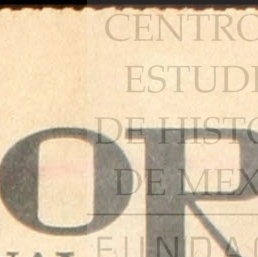 CENTRO
ESTUDI
DE HISTO
DE MEX
FUNDAC
OR